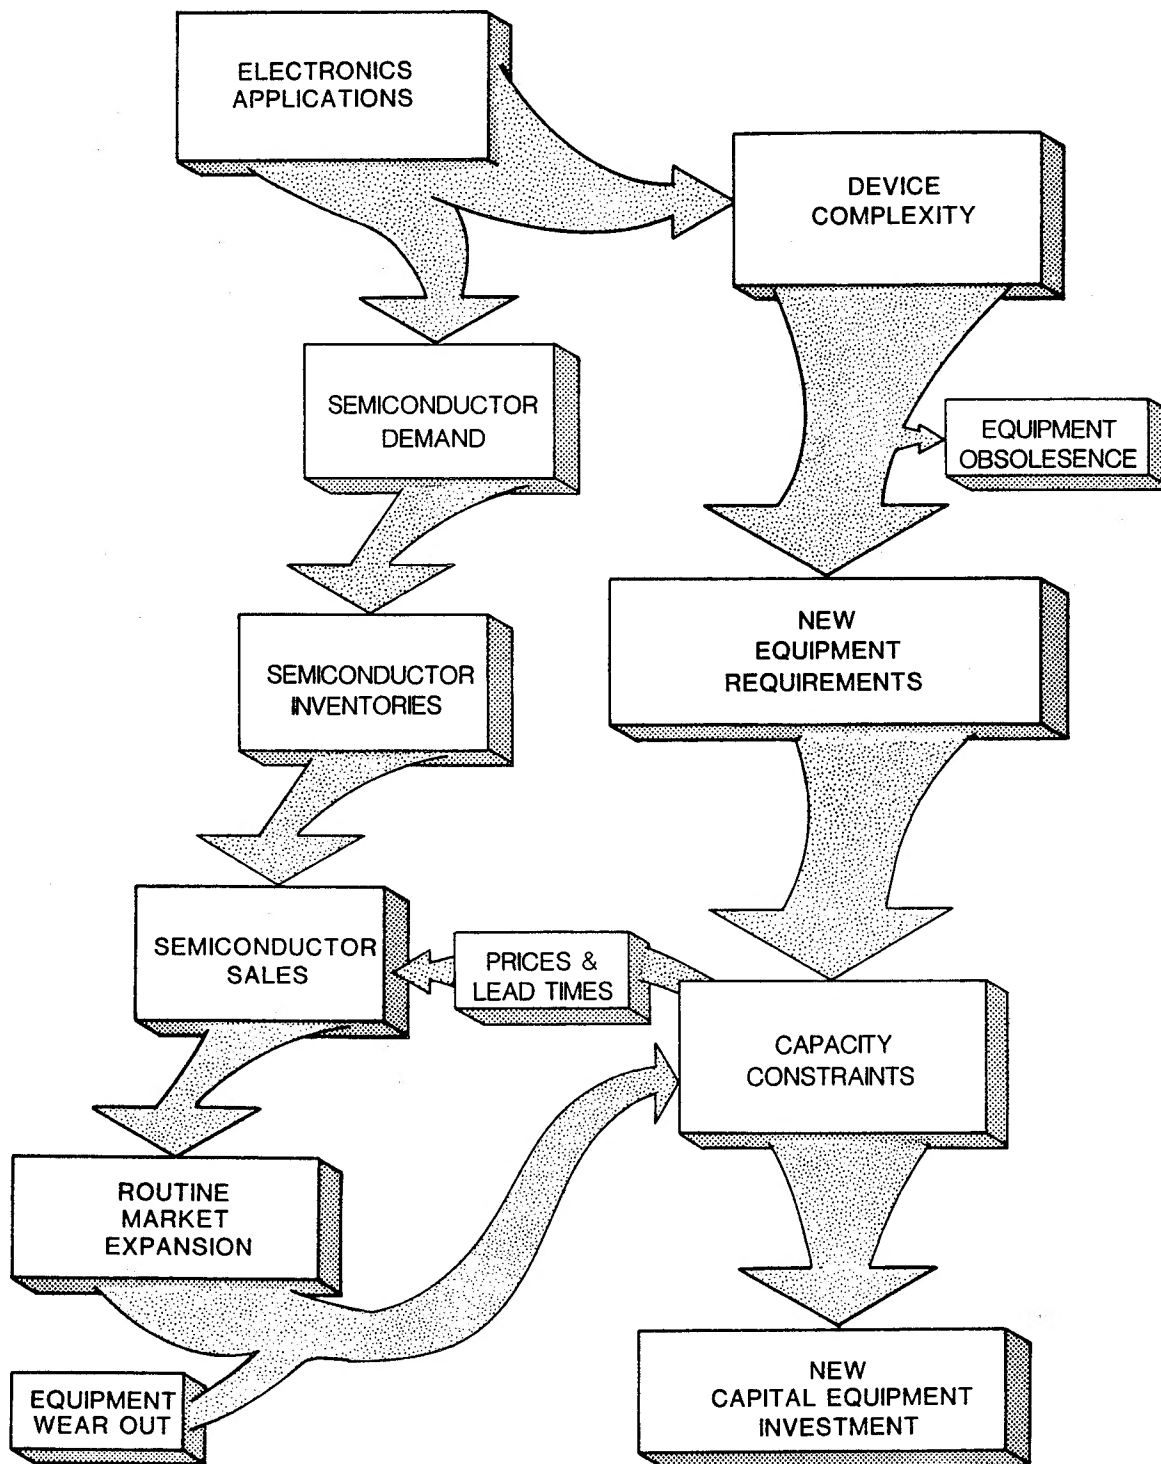 ELECTRONICS
APPLICATIONS
DEVICE
COMPLEXITY
SEMICONDUCTOR
DEMAND
EQUIPMENT
OBSOLESENCE
SEMICONDUCTOR
INVENTORIES
NEW
EQUIPMENT
REQUIREMENTS
SEMICONDUCTOR
SALES
PRICES &
LEAD TIMES
CAPACITY
CONSTRAINTS
ROUTINE
MARKET
EXPANSION
EQUIPMENT
WEAR OUT
NEW
CAPITAL EQUIPMENT
INVESTMENT